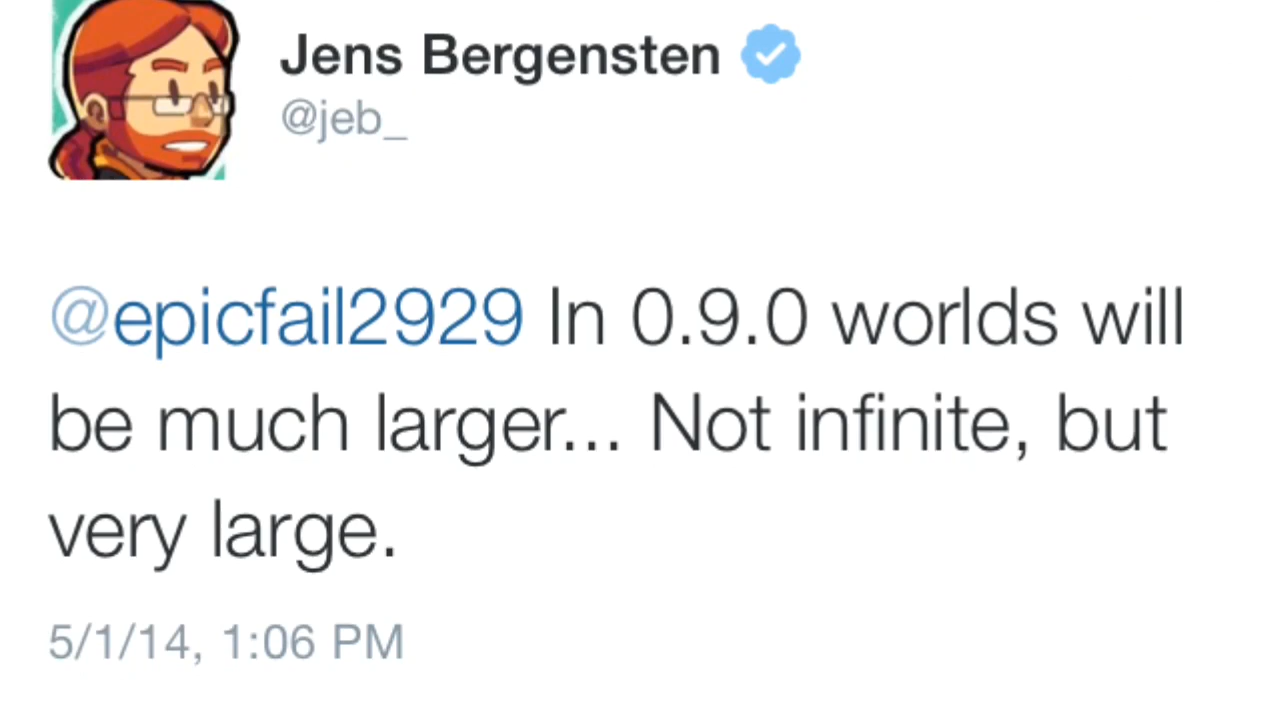 Jens Bergensten
@jeb_
@epicfail2929 In 0.9.0 worlds will
be much larger... Not infinite, but
very large.
5/1/14, 1:06 PM